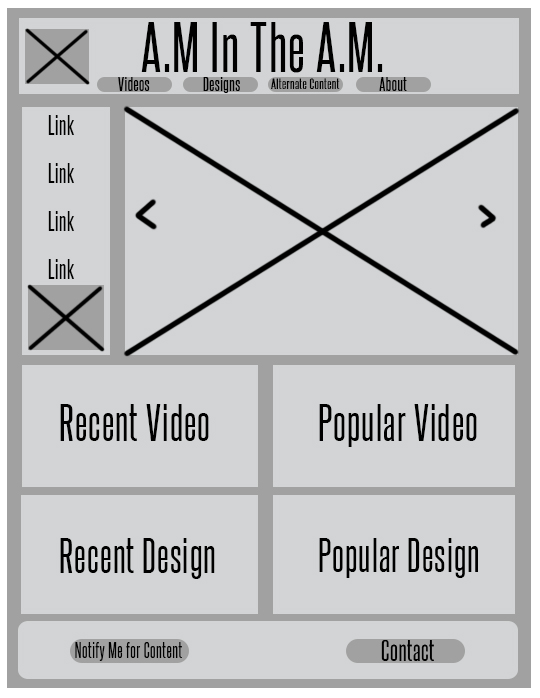 A.M In The A.M.
Videos Designs Alternate Content About
Link
Link
Link
Link
Recent Video Popular Video
Recent Design Popular Design
Notify Me for Content Contact